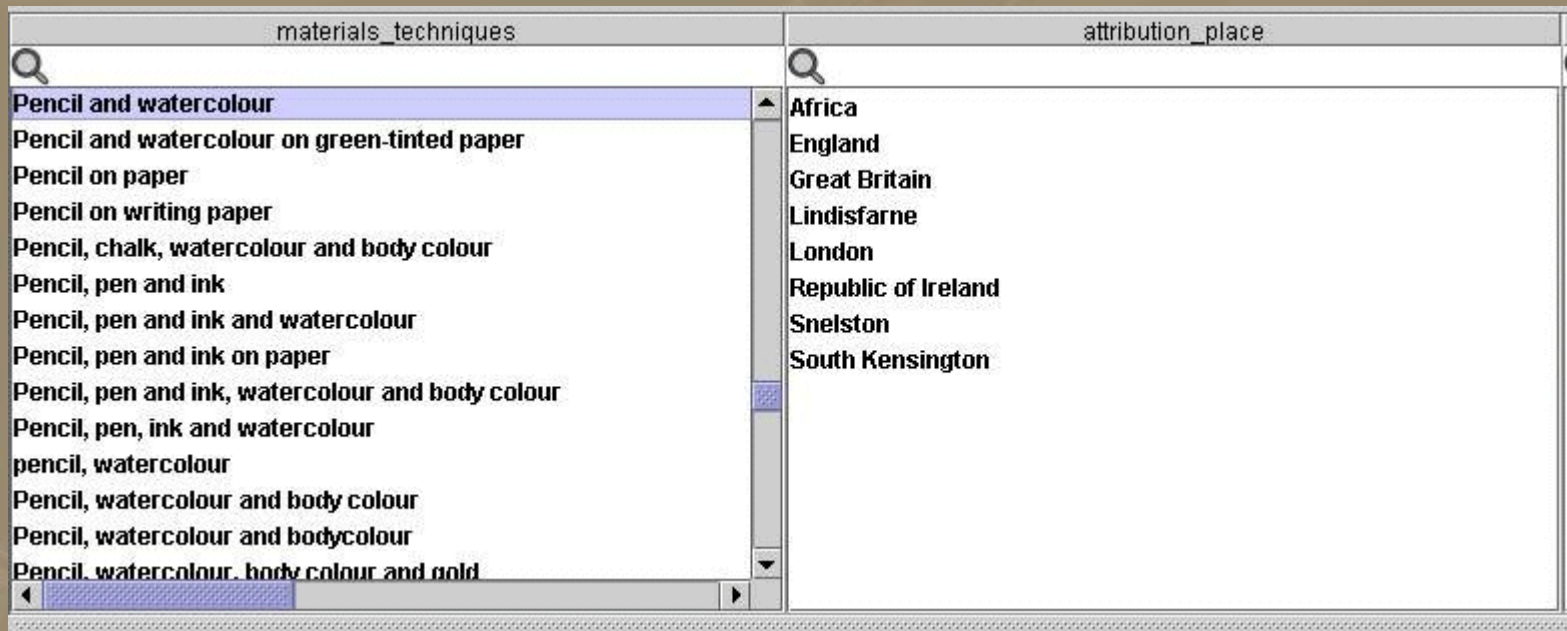 materials_techniques
attribution_place
Pencil and watercolour
Pencil and watercolour on green-tinted paper
Pencil on paper
Pencil on writing paper
Pencil, chalk, watercolour and body colour
Pencil, pen and ink
Pencil, pen and ink and watercolour
Pencil, pen and ink on paper
Pencil, pen and ink, watercolour and body colour
Pencil, pen, ink and watercolour
pencil, watercolour
Pencil, watercolour and body colour
Pencil, watercolour and bodycolour
Pencil, watercolour, body colour and gold
Africa
England
Great Britain
Lindisfarne
London
Republic of Ireland
Snelston
South Kensington